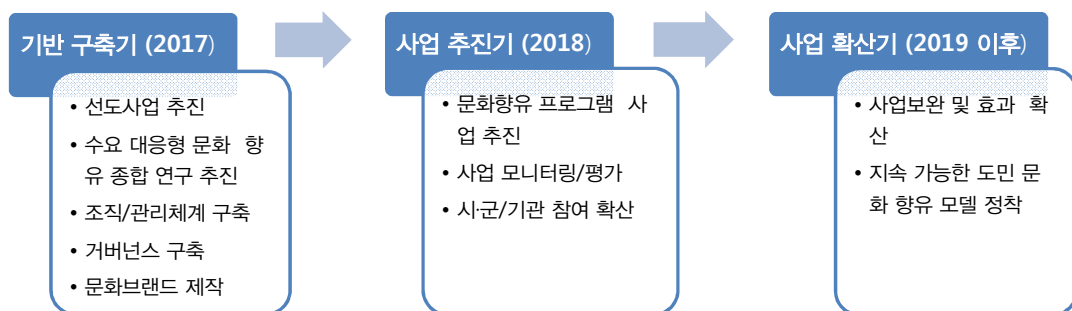 기반 구축기 (2017)
• 선도사업 추진
• 수요 대응형 문화 향
유 종합 연구 추진
• 조직/관리체계 구축
• 거버넌스 구축
• 문화브랜드 제작
사업 추진기 (2018)
• 문화향유 프로그램 사
업 추진
• 사업 모니터링/평가
• 시·군/기관 참여 확산
사업 확산기 (2019 이후)
• 사업보완 및 효과 확
산
• 지속 가능한 도민 문
화 향유 모델 정착